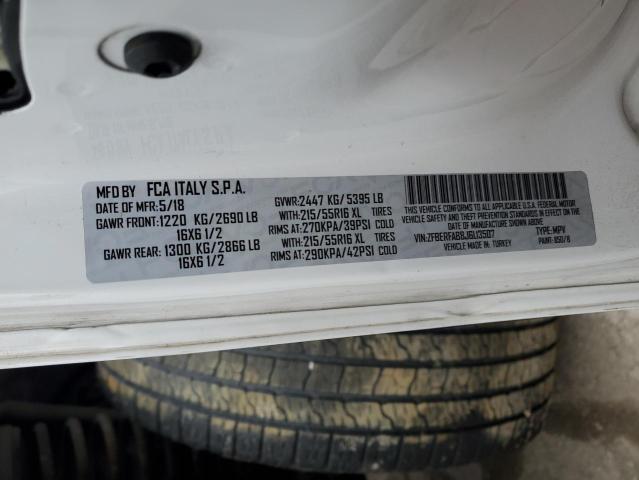 MFD BY FCA ITALY S.P.A.
DATE OF MFR:5/18 GVWR:2447 KG/5395 LB
GAWR FRONT:1220 KG/2690 LB WITH:215/55R16 XL TIRES
16X6 1/2 RIMS AT:270KPA/39PSI COLD
GAWR REAR:1300 KG/2866 LB WITH:215/55R16 XL TIRES
16X6 1/2 RIMS AT:290KPA/42PSI COLD
THIS VEHICLE CONFORMS TO ALL APPLICABLE U.S.A. FEDERAL MOTOR
VEHICLE SAFETY, BUMPER AND THEFT PREVENTION STANDARDS IN EFFECT ON THE
DATE OF MANUFACTURE SHOWN ABOVE
VIN:ZFBERFAB8J6L13507 TYPE:MPV
VEHICLE MADE IN: TURKEY PAINT: